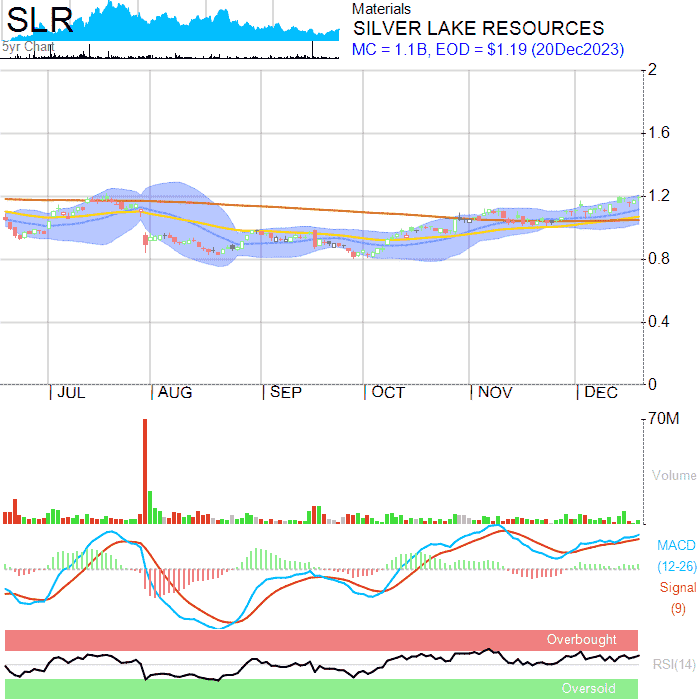 SLR
5yr Chart
Materials
SILVER LAKE RESOURCES
MC = 1.1B, EOD = $1.19 (20Dec2023)
2
1.6
1.2
0.8
0.4
0
JUL AUG SEP OCT NOV DEC
70M
Volume
MACD
(12-26)
Signal
(9)
Overbought
RSI(14)
Oversold